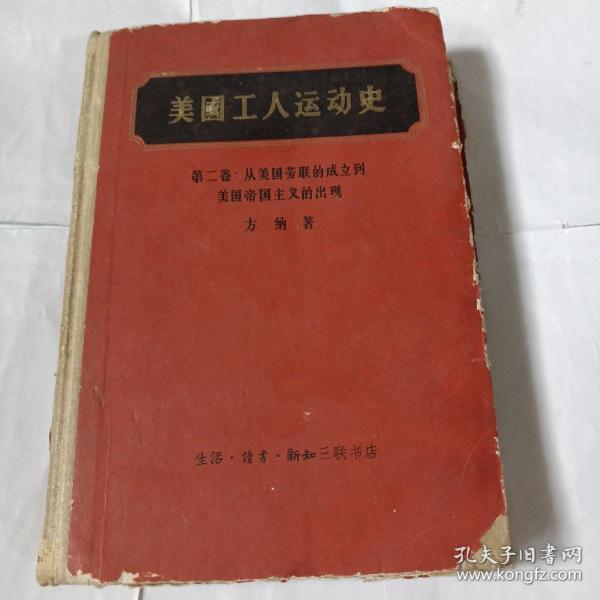 美國工人运动史
第二卷：从美国劳联的成立到
美国帝国主义的出现
方 纳 著
生活·讀書·新知三联书店
孔夫子旧書网
www.kongfz.com